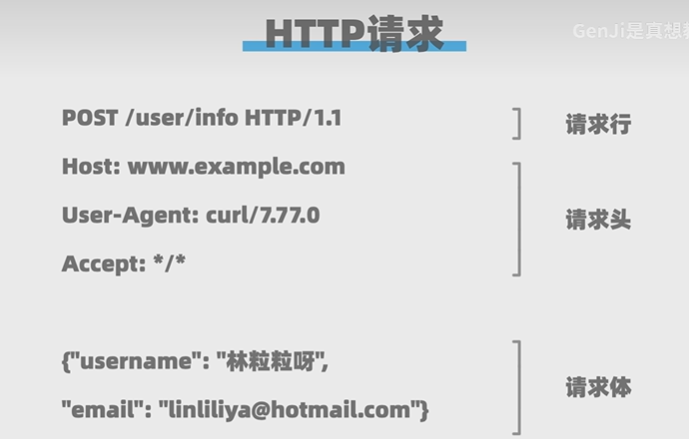 HTTP请求
GenJi是真想
POST /user/info HTTP/1.1
请求行
Host: www.example.com
User-Agent: curl/7.77.0
请求头
Accept: */*
{"username": "林粒粒呀",
"email": "linliliya@hotmail.com"}
请求体